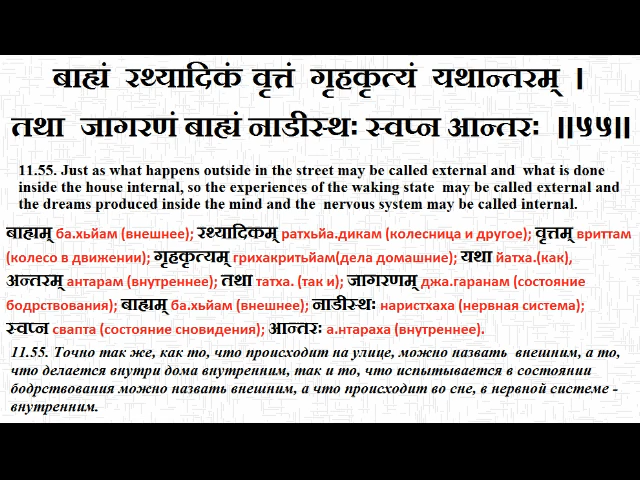 बाह्यं रथ्यादिकं वृत्तं गृहकृत्यं यथान्तरम् ।
तथा जागरणं बाह्यं नाडीस्थः स्वप्न आन्तरः ॥५५॥
11.55. Just as what happens outside in the street may be called external and what is done
inside the house internal, so the experiences of the waking state may be called external and
the dreams produced inside the mind and the nervous system may be called internal.
बाह्यम् ба.хьйам (внешнее); रथ्यादिकम् ратхьйа.дикам (колесница и другое); वृत्तम् вриттам
(колесо в движении); गृहकृत्यम् грихакритьйам(дела домашние); यथा йатха.(как),
अन्तरम् антарам (внутреннее); तथा татха. (так и); जागरणम् джа.гаранам (состояние
бодрствования); बाह्यम् ба.хьйам (внешнее); नाडीस्थः наристхаха (нервная система);
स्वप्न свапта (состояние сновидения); आन्तरः а.нтараха (внутреннее).
11.55. Точно так же, как то, что происходит на улице, можно назвать внешним, а то,
что делается внутри дома внутренним, так и то, что испытывается в состоянии
бодрствования можно назвать внешним, а что происходит во сне, в нервной системе -
внутренним.